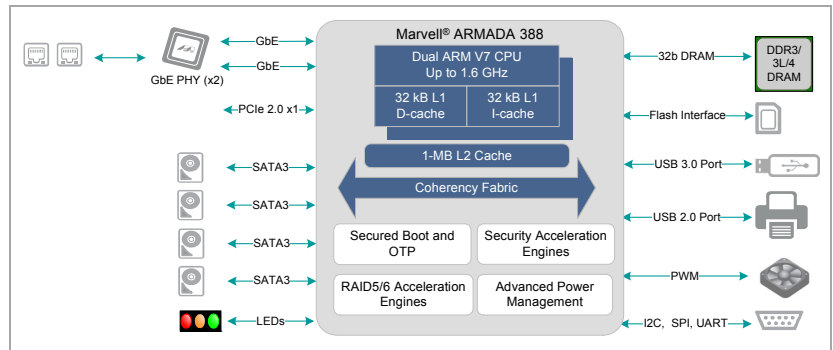 Marvell® ARMADA 388
Dual ARM V7 CPU
Up to 1.6 GHz
32 kB L1
D-cache
32 kB L1
I-cache
1-MB L2 Cache
Coherency Fabric
Secured Boot and
OTP
Security Acceleration
Engines
RAID5/6 Acceleration
Engines
Advanced Power
Management
GbE
GbE
GbE PHY (x2)
PCIe 2.0 x1
SATA3
SATA3
SATA3
SATA3
LEDs
32b DRAM
DDR3/
3L/4
DRAM
Flash Interface
USB 3.0 Port
USB 2.0 Port
PWM
I2C, SPI, UART